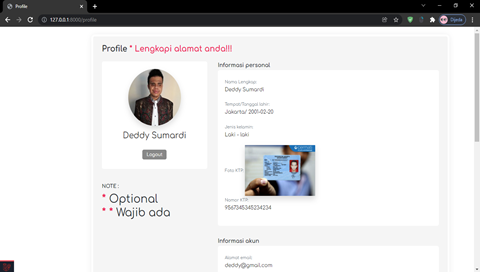 Profile
127.0.0.1:8000/profile
Dijeda
Profile * Lengkapi alamat anda!!!
Deddy Sumardi
Logout
NOTE :
* Optional
* * Wajib ada
Informasi personal
Nama Lengkap:
Deddy Sumardi
Tempat/Tanggal lahir:
Jakarta/ 2001-02-20
Jenis kelamin:
Laki - laki
Foto KTP:
Nomor KTP:
9567345345234234
Informasi akun
Alamat email:
deddy@gmail.com